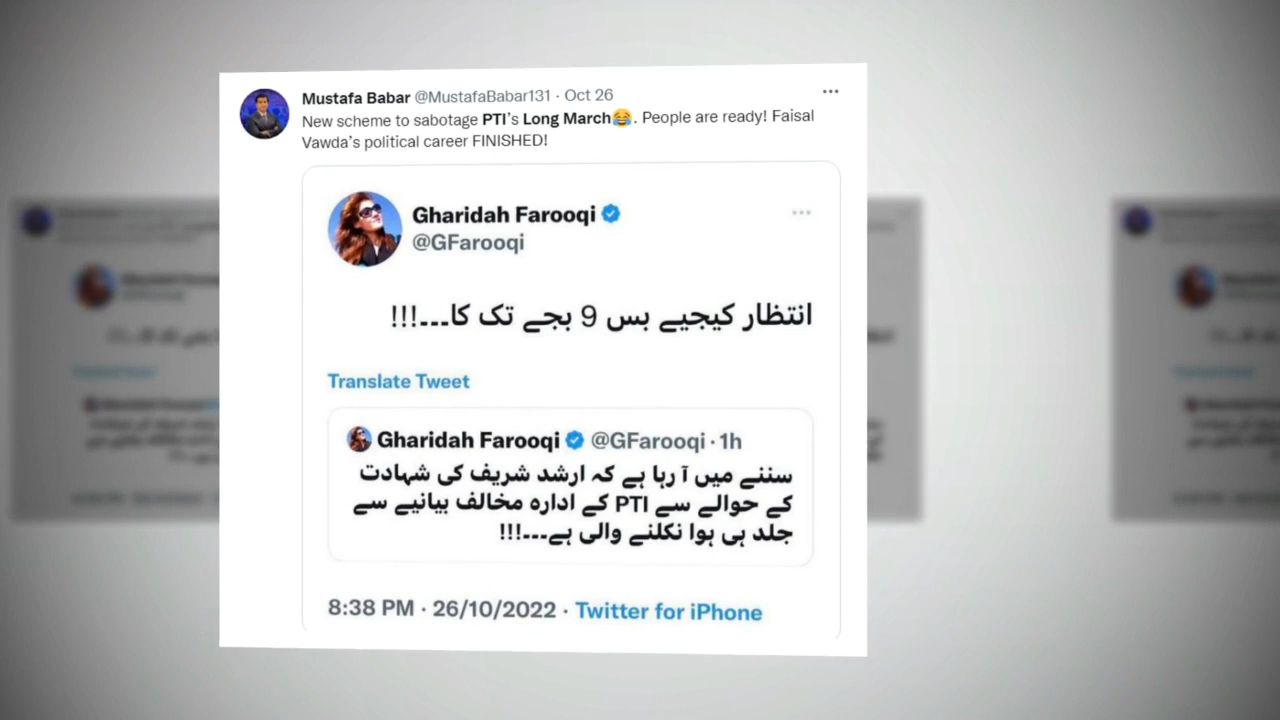 Mustafa Babar @MustafaBabar131 · Oct 26
New scheme to sabotage PTI's Long March😂. People are ready! Faisal
Vawda's political career FINISHED!
Gharidah Farooqi
@GFarooqi
انتظار کیجیے بس 9 بجے تک کا۔۔۔!!!
Translate Tweet
Gharidah Farooqi @GFarooqi · 1h
سننے میں آ رہا ہے کہ ارشد شریف کی شہادت
کے حوالے سے PTI کے ادارہ مخالف بیانیے سے
جلد ہی ہوا نکلنے والی ہے۔۔۔!!!
8:38 PM · 26/10/2022 · Twitter for iPhone